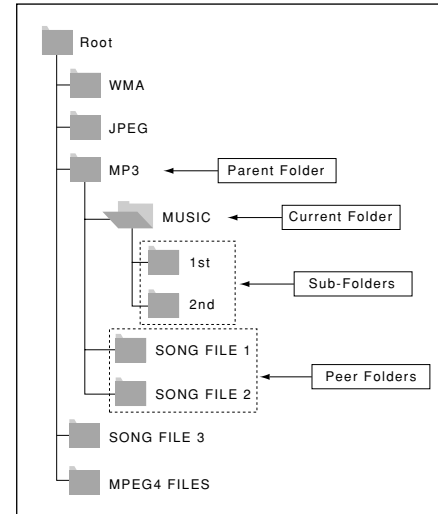 Root
WMA
JPEG
MP3 Parent Folder
MUSIC Current Folder
1st
Sub-Folders
2nd
SONG FILE 1
Peer Folders
SONG FILE 2
SONG FILE 3
MPEG4 FILES